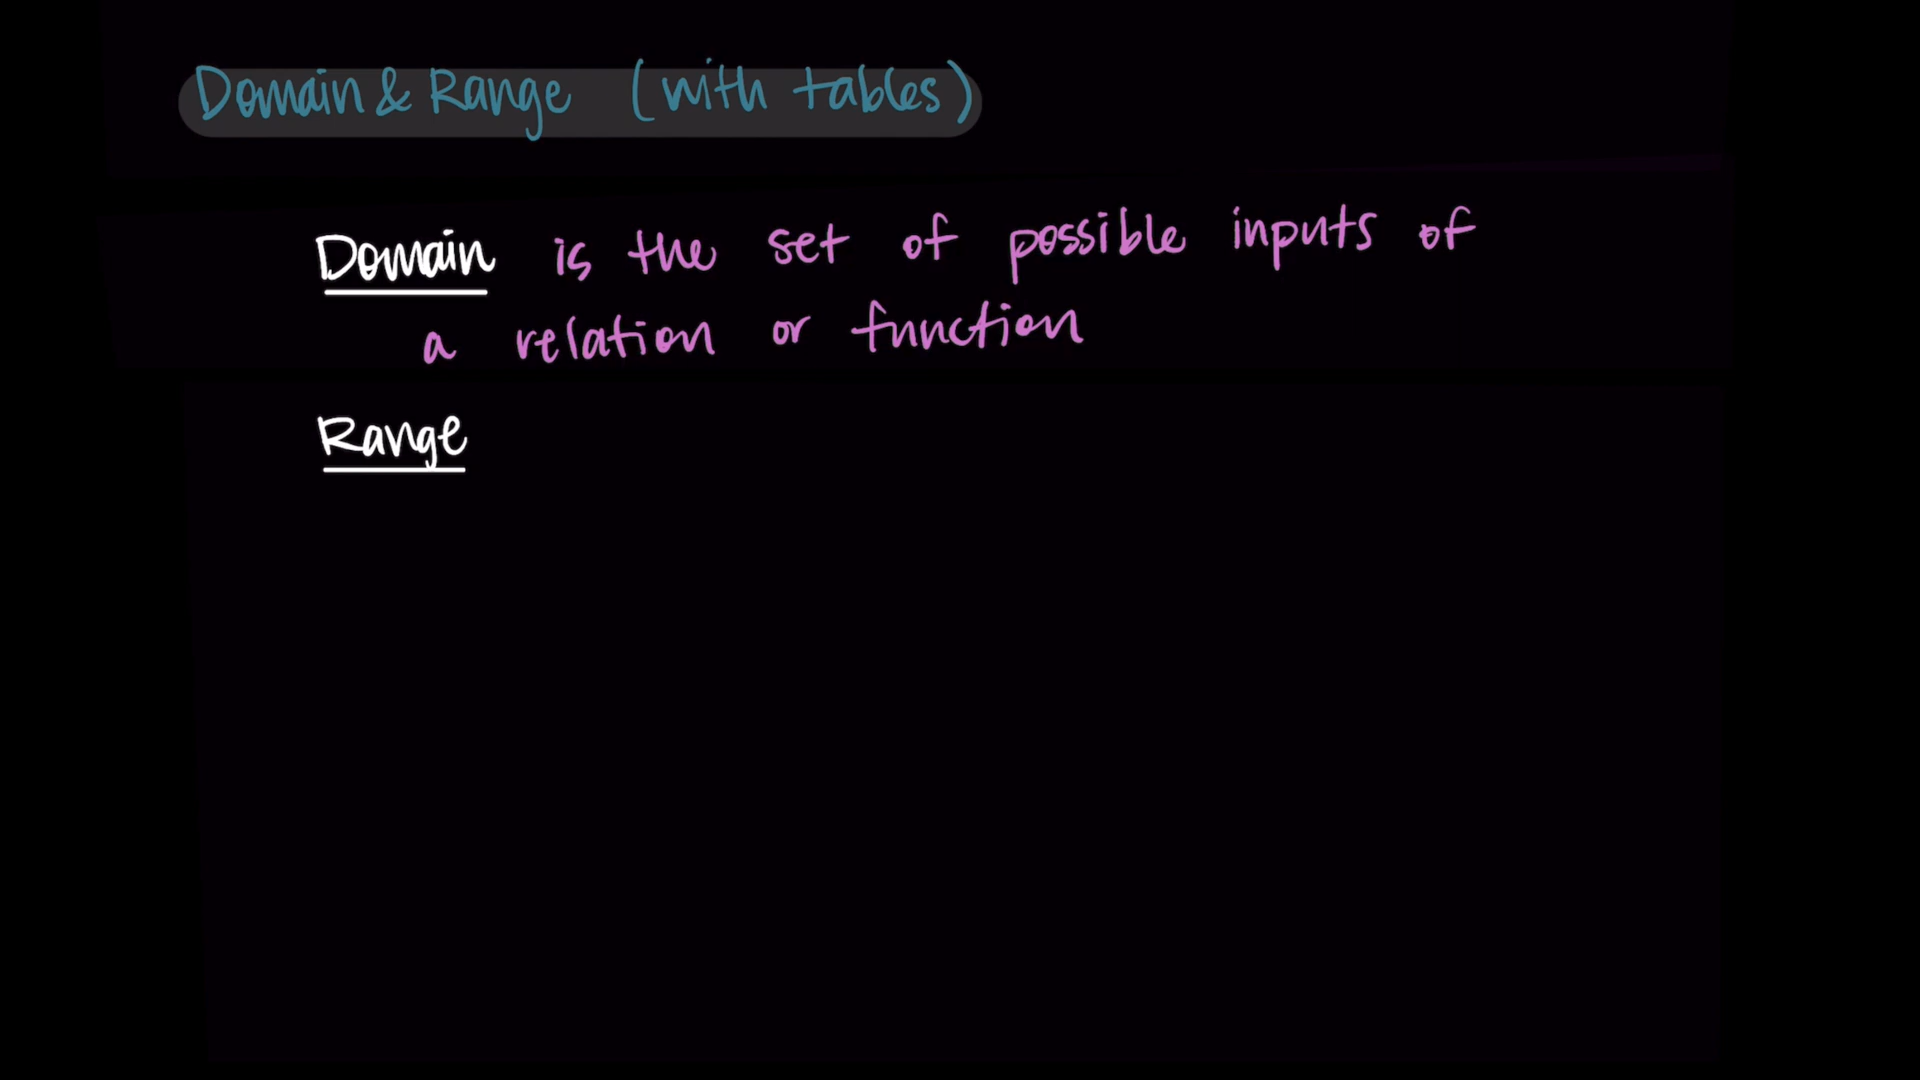 Domain & Range (with tables)
Domain is the set of possible inputs of
a relation or function
Range